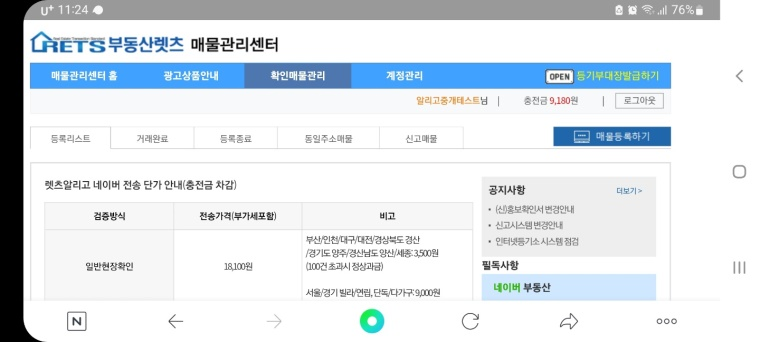 U+ 11:24
76%
RETS 부동산렛츠 매물관리센터
매물관리센터 홈 광고상품안내 확인매물관리 계정관리 OPEN 등기부대장발급하기
알리고중개테스트님 | 충전금 9,180원 | 로그아웃
등록리스트 거래완료 등록종료 동일주소매물 신고매물 매물등록하기
렛츠알리고 네이버 전송 단가 안내(충전금 차감)
검증방식 전송가격(부가세포함) 비고
일반현장확인
18,100원
부산/인천/대구/대전/경상북도 경산
/경기도 양주/경산남도 양산/세종: 3,500원
(100건 초과시 정상과금)
서울/경기 빌라/연립, 단독/다가구: 9,000원
공지사항 더보기 >
• (신)홍보확인서 변경안내
• 신고시스템 변경안내
• 인터넷등기소 시스템 점검
필독사항
네이버 부동산
N